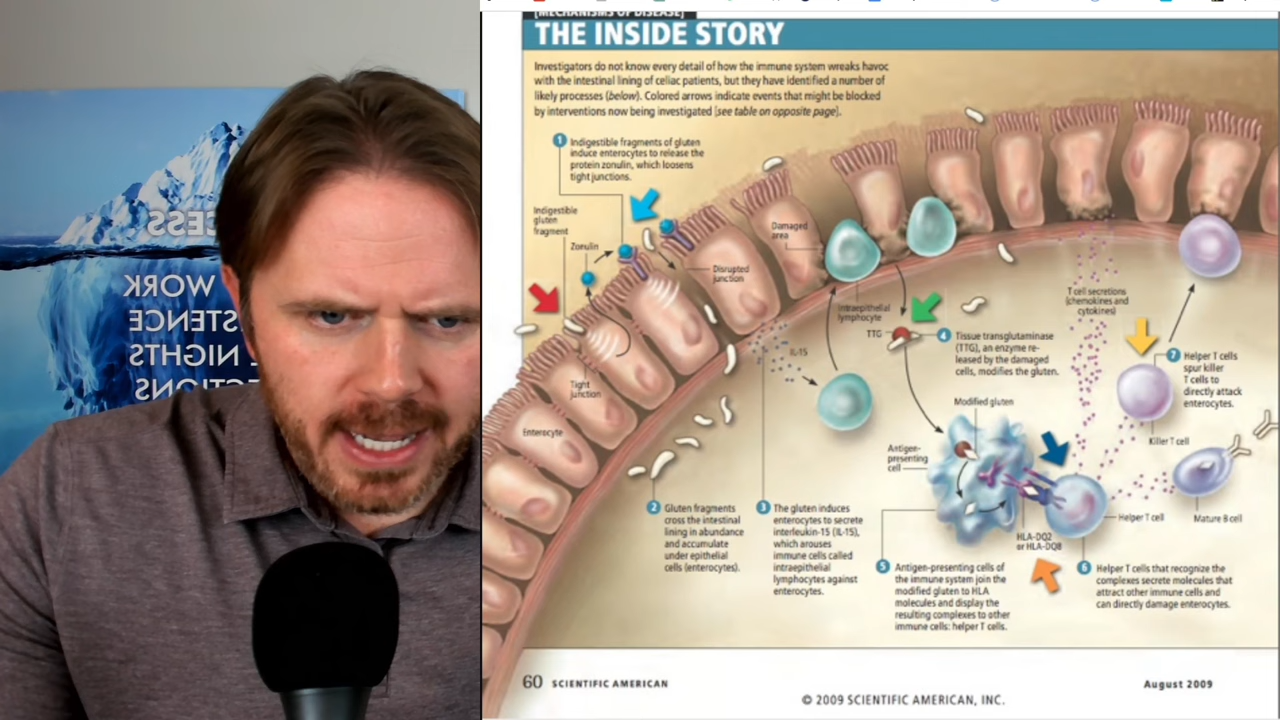 [MECHANISMS OF DISEASE]
THE INSIDE STORY
Investigators do not know every detail of how the immune system wreaks havoc
with the intestinal lining of celiac patients, but they have identified a number of
likely processes (below). Colored arrows indicate events that might be blocked
by interventions now being investigated [see table on opposite page].
1 Indigestible fragments of gluten
induce enterocytes to release the
protein zonulin, which loosens
tight junctions.
Indigestible
gluten
fragment
Zonulin
Damaged
area
Disrupted
junction
Intraepithelial
lymphocyte
TTG
IL-15
Tight
junction
Enterocyte
4 Tissue transglutaminase
(TTG), an enzyme re-
leased by the damaged
cells, modifies the gluten.
T cell secretions
(chemokines and
cytokines)
7 Helper T cells
spur killer
T cells to
directly attack
enterocytes.
Modified gluten
Antigen-
presenting
cell
Killer T cell
Helper T cell
Mature B cell
HLA-DQ2
or HLA-DQ8
2 Gluten fragments
cross the intestinal
lining in abundance
and accumulate
under epithelial
cells (enterocytes).
3 The gluten induces
enterocytes to secrete
interleukin-15 (IL-15),
which arouses
immune cells called
intraepithelial
lymphocytes against
enterocytes.
5 Antigen-presenting cells of
the immune system join the
modified gluten to HLA
molecules and display the
resulting complexes to other
immune cells: helper T cells.
6 Helper T cells that recognize the
complexes secrete molecules that
attract other immune cells and
can directly damage enterocytes.
60 SCIENTIFIC AMERICAN
August 2009
© 2009 SCIENTIFIC AMERICAN, INC.
WORK
NIGHTS